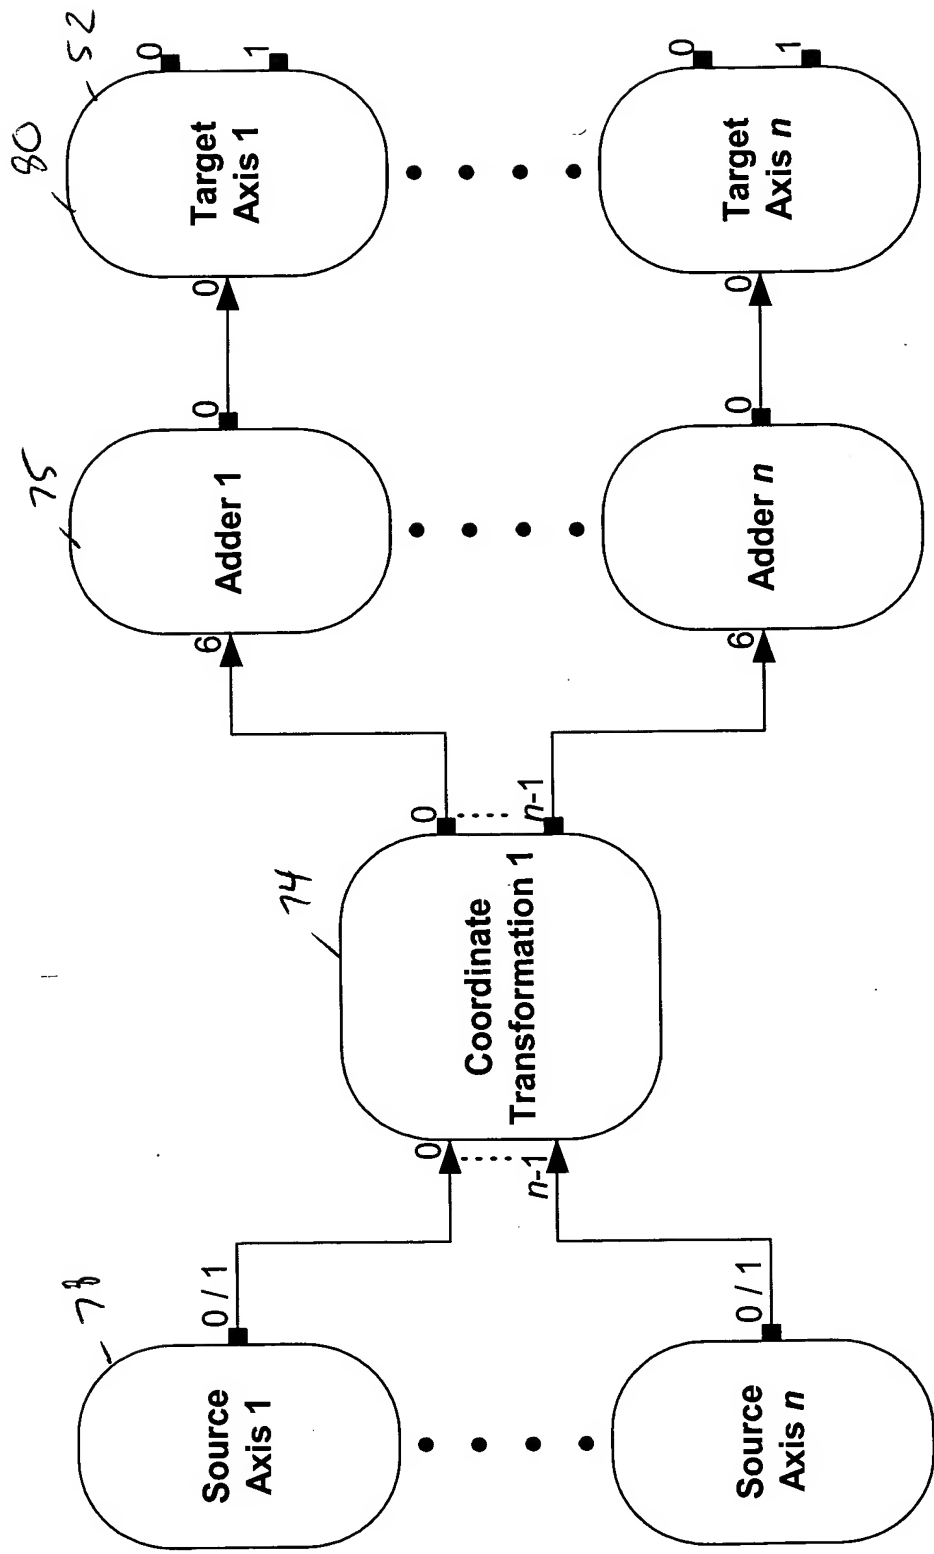 78
Source
Axis 1
0 / 1
Source
Axis n
0 / 1
74
0
n-1
Coordinate
Transformation 1
0
n-1
75
6
Adder 1
0
6
Adder n
0
80
52
0
Target
Axis 1
0
1
0
Target
Axis n
0
1